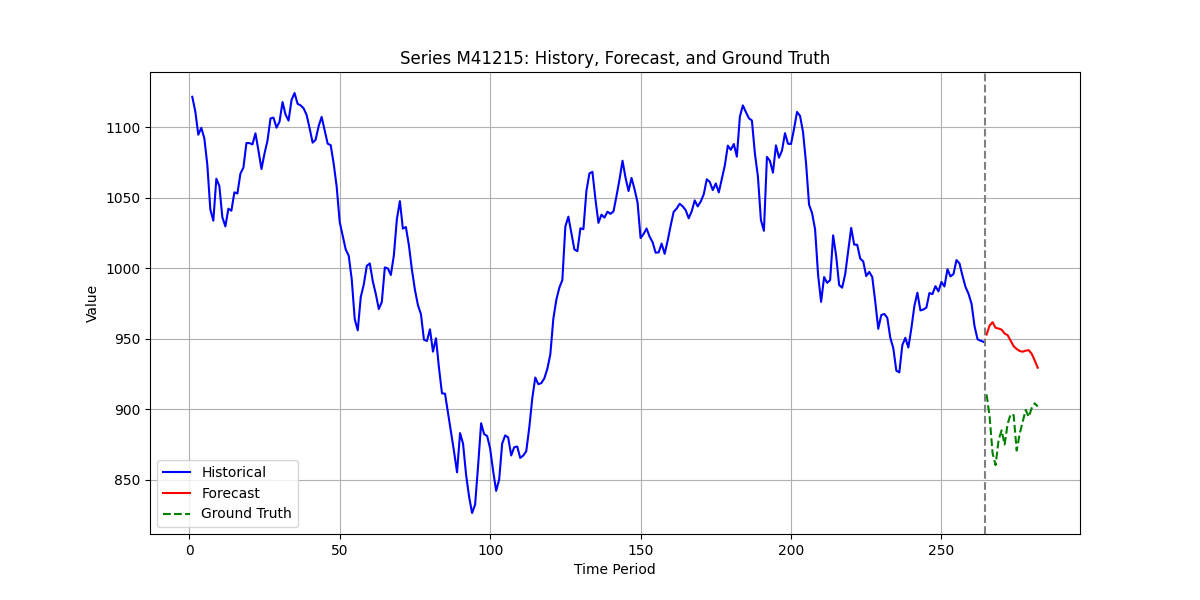 Series M41215: History, Forecast, and Ground Truth
Value
1100
1050
1000
950
900
850
Historical
Forecast
Ground Truth
0 50 100 150 200 250
Time Period